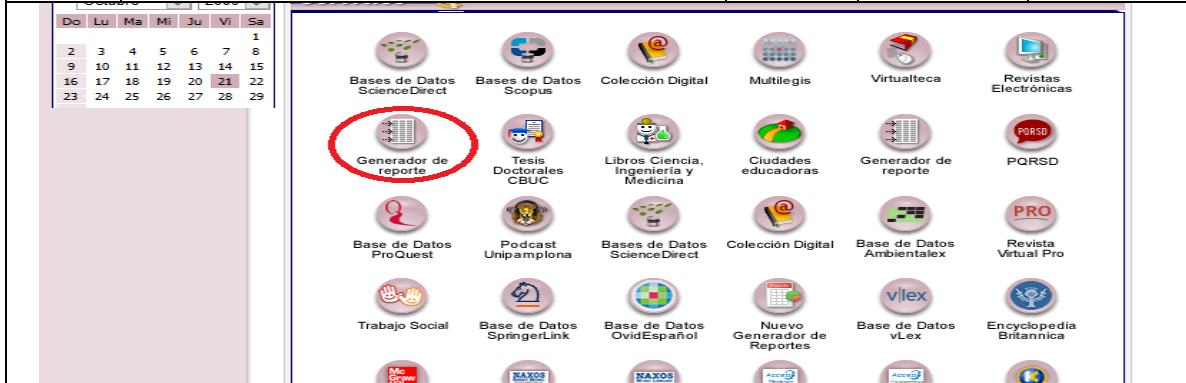 Do Lu Ma Mi Ju Vi Sa
1
2 3 4 5 6 7 8
9 10 11 12 13 14 15
16 17 18 19 20 21 22
23 24 25 26 27 28 29
Bases de Datos ScienceDirect
Bases de Datos Scopus
Colección Digital
Multilegis
Virtualteca
Revistas Electrónicas
Generador de reporte
Tesis Doctorales CBUC
Libros Ciencia, Ingeniería y Medicina
Ciudades educadoras
Generador de reporte
PQRSD
PQRSD
PRO
Base de Datos ProQuest
Podcast Unipamplona
Bases de Datos ScienceDirect
Colección Digital
Base de Datos Ambientalex
Revista Virtual Pro
v|lex
Trabajo Social
Base de Datos SpringerLink
Base de Datos OvidEspañol
Nuevo Generador de Reportes
Base de Datos vLex
Encyclopedia Britannica
Mc
Graw
NAXOS
NAXOS
Access
Access